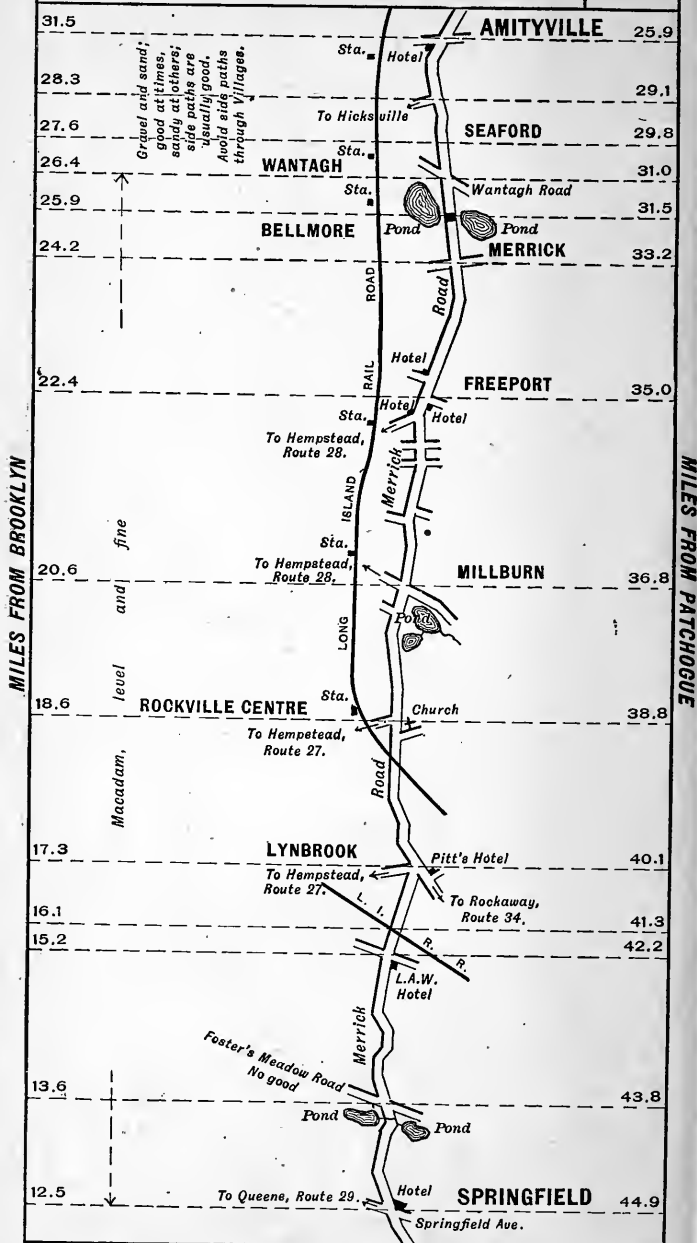 31.5
AMITYVILLE
25.9
Sta.
Hotel
Gravel and sand;
good at times,
sandy at others;
side paths are
usually good.
Avoid side paths
through Villages.
28.3
29.1
To Hicksville
27.6
SEAFORD
29.8
Sta.
WANTAGH
26.4
31.0
Wantagh Road
Sta.
25.9
31.5
Pond
Pond
BELLMORE
MERRICK
24.2
33.2
ROAD
Road
RAIL
Hotel
22.4
FREEPORT
35.0
Hotel
Hotel
Sta.
To Hempstead,
Route 28.
Merrick
ISLAND
Sta.
To Hempstead,
Route 28.
20.6
MILLBURN
36.8
Pond
LONG
MILES FROM BROOKLYN
MILES FROM PATCHOGUE
Macadam, level and fine
Sta.
ROCKVILLE CENTRE
18.6
Church
38.8
To Hempstead,
Route 27.
Road
17.3
LYNBROOK
Pitt's Hotel
40.1
To Hempstead,
Route 27.
To Rockaway,
Route 34.
L. I. R. R.
16.1
41.3
15.2
42.2
L.A.W.
Hotel
Merrick
Foster's Meadow Road
No good
13.6
43.8
Pond
Pond
12.5
To Queene, Route 29.
Hotel
SPRINGFIELD
44.9
Springfield Ave.